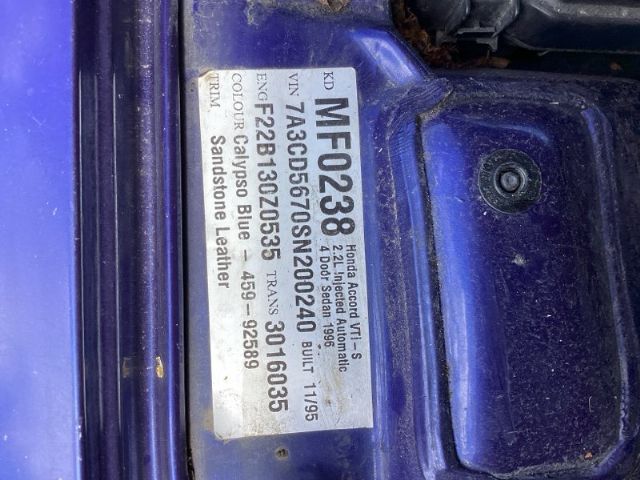 KD MF0238 Honda Accord VTi-S
2.2L Injected Automatic
4 Door Sedan 1996
VIN 7A3CD5670SN200240 BUILT 11/95
ENG F22B130Z0535 TRANS 3016035
COLOUR Calypso Blue - 459-92589
TRIM Sandstone Leather